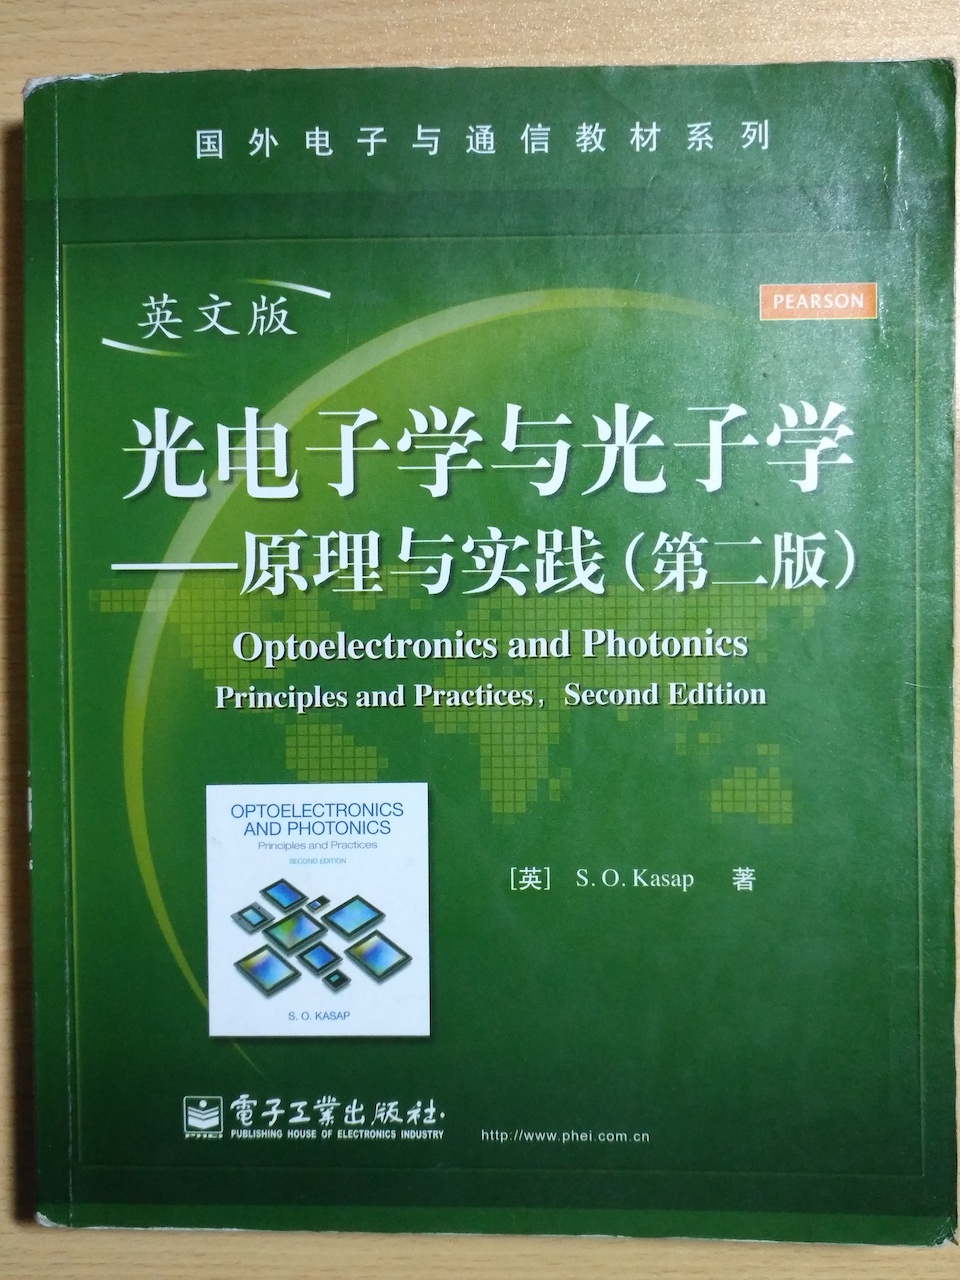 国外电子与通信教材系列
英文版
PEARSON
光电子学与光子学
——原理与实践(第二版)
Optoelectronics and Photonics
Principles and Practices, Second Edition
OPTOELECTRONICS
AND PHOTONICS
Principles and Practices
SECOND EDITION
S. O. KASAP
[英] S. O. Kasap 著
PHEI
電子工業出版社·
PUBLISHING HOUSE OF ELECTRONICS INDUSTRY
http://www.phei.com.cn